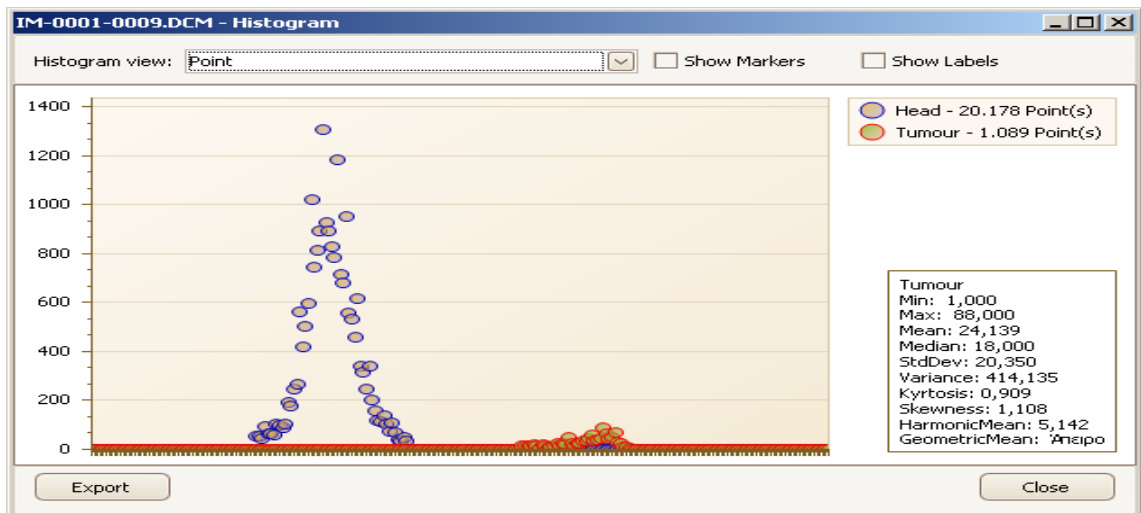 IM-0001-0009.DCM - Histogram
Histogram view: Point Show Markers Show Labels
1400
1200
1000
800
600
400
200
0
Head - 20.178 Point(s)
Tumour - 1.089 Point(s)
Tumour
Min: 1,000
Max: 88,000
Mean: 24,139
Median: 18,000
StdDev: 20,350
Variance: 414,135
Kyrtosis: 0,909
Skewness: 1,108
HarmonicMean: 5,142
GeometricMean: Άπειρο
Export Close